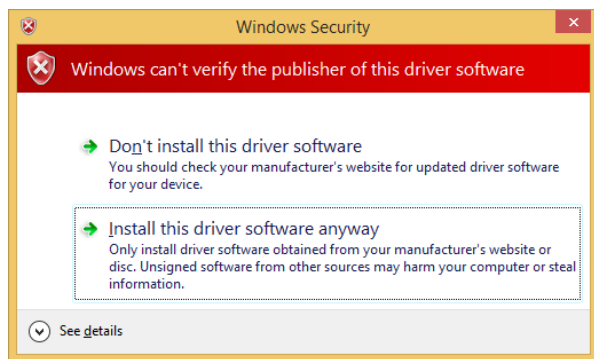 Windows Security
Windows can't verify the publisher of this driver software
Don't install this driver software
You should check your manufacturer's website for updated driver software
for your device.
Install this driver software anyway
Only install driver software obtained from your manufacturer's website or
disc. Unsigned software from other sources may harm your computer or steal
information.
See details